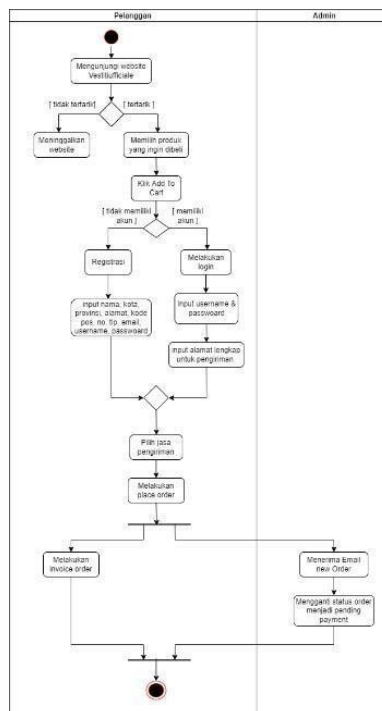 Pelanggan
Admin
Mengunjungi website
Vestitiufficiale
[ tidak tertarik]
[ tertarik ]
Meninggalkan
website
Memilih produk
yang ingin dibeli
Klik Add To
Cart
[ tidak memiliki
akun ]
[ memiliki
akun ]
Registrasi
Melakukan
login
Input nama, kota,
provinsi, alamat, kode
pos, no. tlp, email,
username, passwoard
Input username &
passwoard
Input alamat lengkap
untuk pengiriman
Pilih jasa
pengiriman
Melakukan
place order
Melakukan
invoice order
Menerima Email
new Order
Mengganti status order
menjadi pending
payment